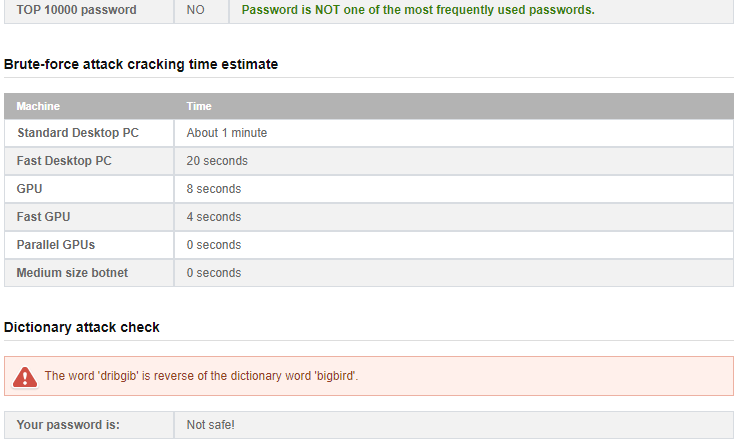 TOP 10000 password NO Password is NOT one of the most frequently used passwords.
Brute-force attack cracking time estimate
Machine Time
Standard Desktop PC About 1 minute
Fast Desktop PC 20 seconds
GPU 8 seconds
Fast GPU 4 seconds
Parallel GPUs 0 seconds
Medium size botnet 0 seconds
Dictionary attack check
The word 'dribgib' is reverse of the dictionary word 'bigbird'.
Your password is: Not safe!